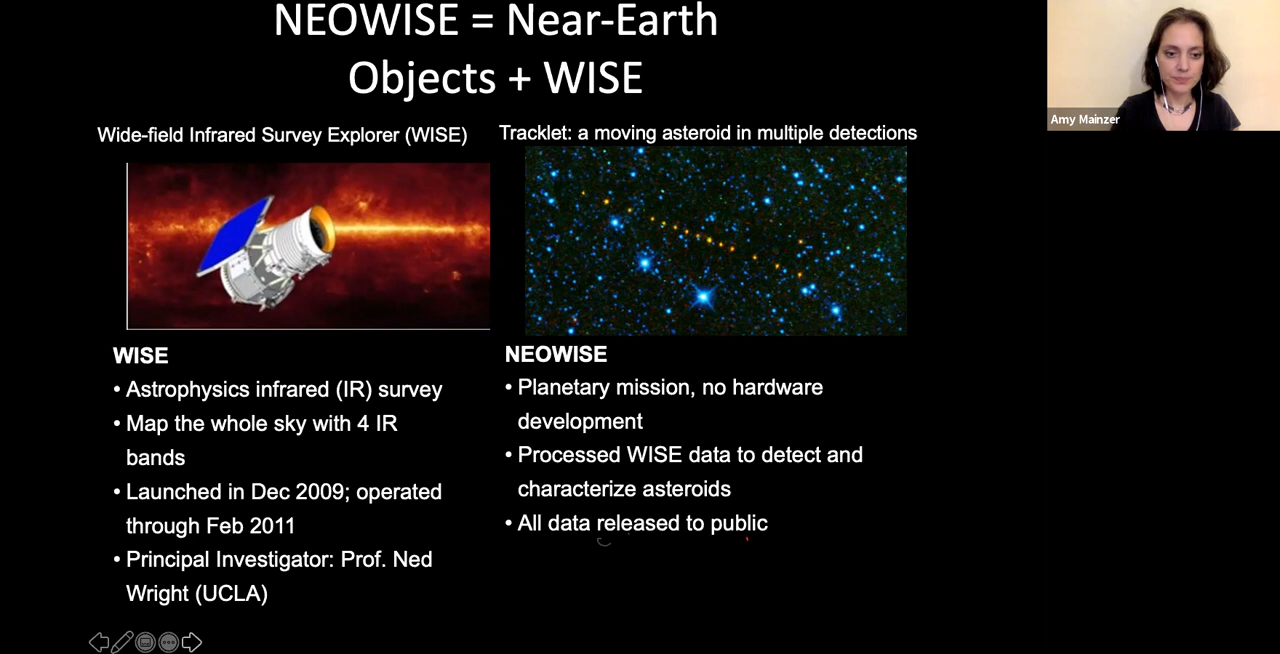 NEOWISE = Near-Earth
Objects + WISE
Amy Mainzer
Wide-field Infrared Survey Explorer (WISE)
Tracklet: a moving asteroid in multiple detections
WISE
• Astrophysics infrared (IR) survey
• Map the whole sky with 4 IR
bands
• Launched in Dec 2009; operated
through Feb 2011
• Principal Investigator: Prof. Ned
Wright (UCLA)
NEOWISE
• Planetary mission, no hardware
development
• Processed WISE data to detect and
characterize asteroids
• All data released to public